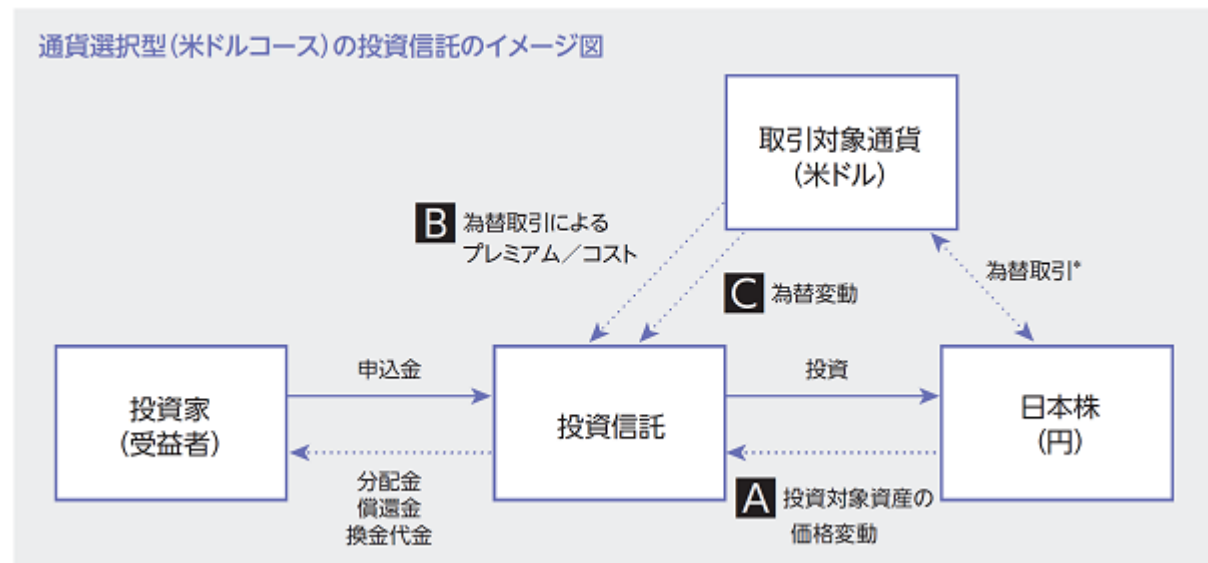 通貨選択型(米ドルコース)の投資信託のイメージ図
取引対象通貨
(米ドル)
B 為替取引による
プレミアム/コスト
C 為替変動
為替取引*
投資家
(受益者)
申込金
分配金
償還金
換金代金
投資信託
投資
A 投資対象資産の
価格変動
日本株
(円)